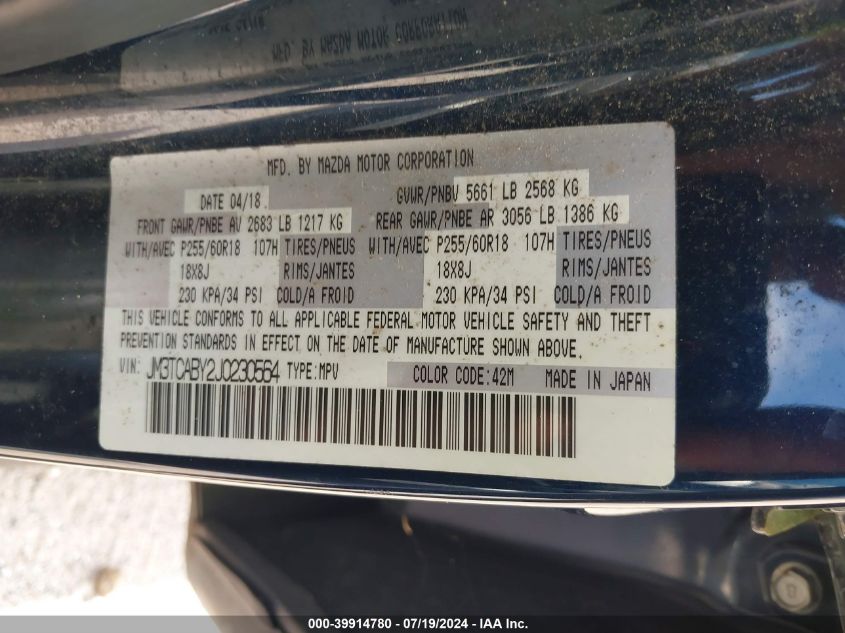 MFD. BY MAZDA MOTOR CORPORATION
MFD. BY MAZDA MOTOR CORPORATION
DATE 04/18. GVWR/PNBV 5661 LB 2568 KG
FRONT GAWR/PNBE AV 2683 LB 1217 KG REAR GAWR/PNBE AR 3056 LB 1386 KG
WITH/AVEC P255/60R18 107H TIRES/PNEUS WITH/AVEC P255/60R18 107H TIRES/PNEUS
18X8J RIMS/JANTES 18X8J RIMS/JANTES
230 KPA/34 PSI COLD/A FROID 230 KPA/34 PSI COLD/A FROID
THIS VEHICLE CONFORMS TO ALL APPLICABLE FEDERAL MOTOR VEHICLE SAFETY AND THEFT
PREVENTION STANDARDS IN EFFECT ON THE DATE OF MANUFACTURE SHOWN ABOVE.
VIN: JM3TCABY2J0230564 TYPE:MPV COLOR CODE:42M MADE IN JAPAN
000-39914780 - 07/19/2024 - IAA Inc.